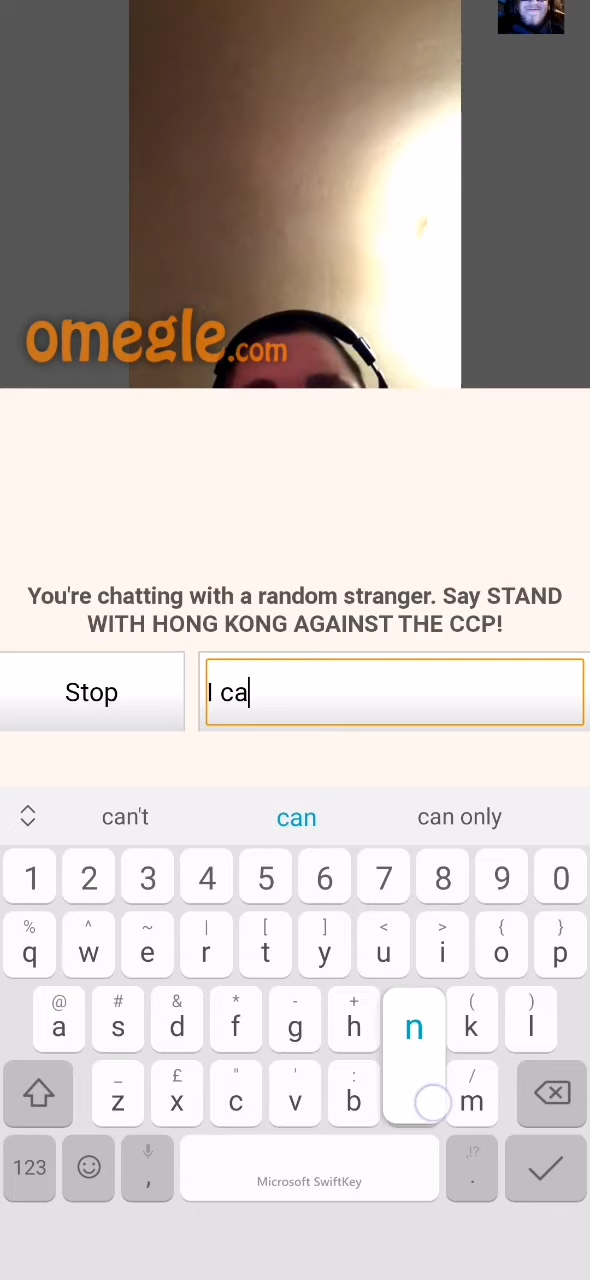 omegle.com
You're chatting with a random stranger. Say STAND
WITH HONG KONG AGAINST THE CCP!
Stop
I ca
can't can can only
1 2 3 4 5 6 7 8 9 0
% ^ ~ | [ ] < > { }
q w e r t y u i o p
@ # & * - + ( )
a s d f g h n k l
_ £ " ' : /
z x c v b m
123 , Microsoft SwiftKey ,!? .